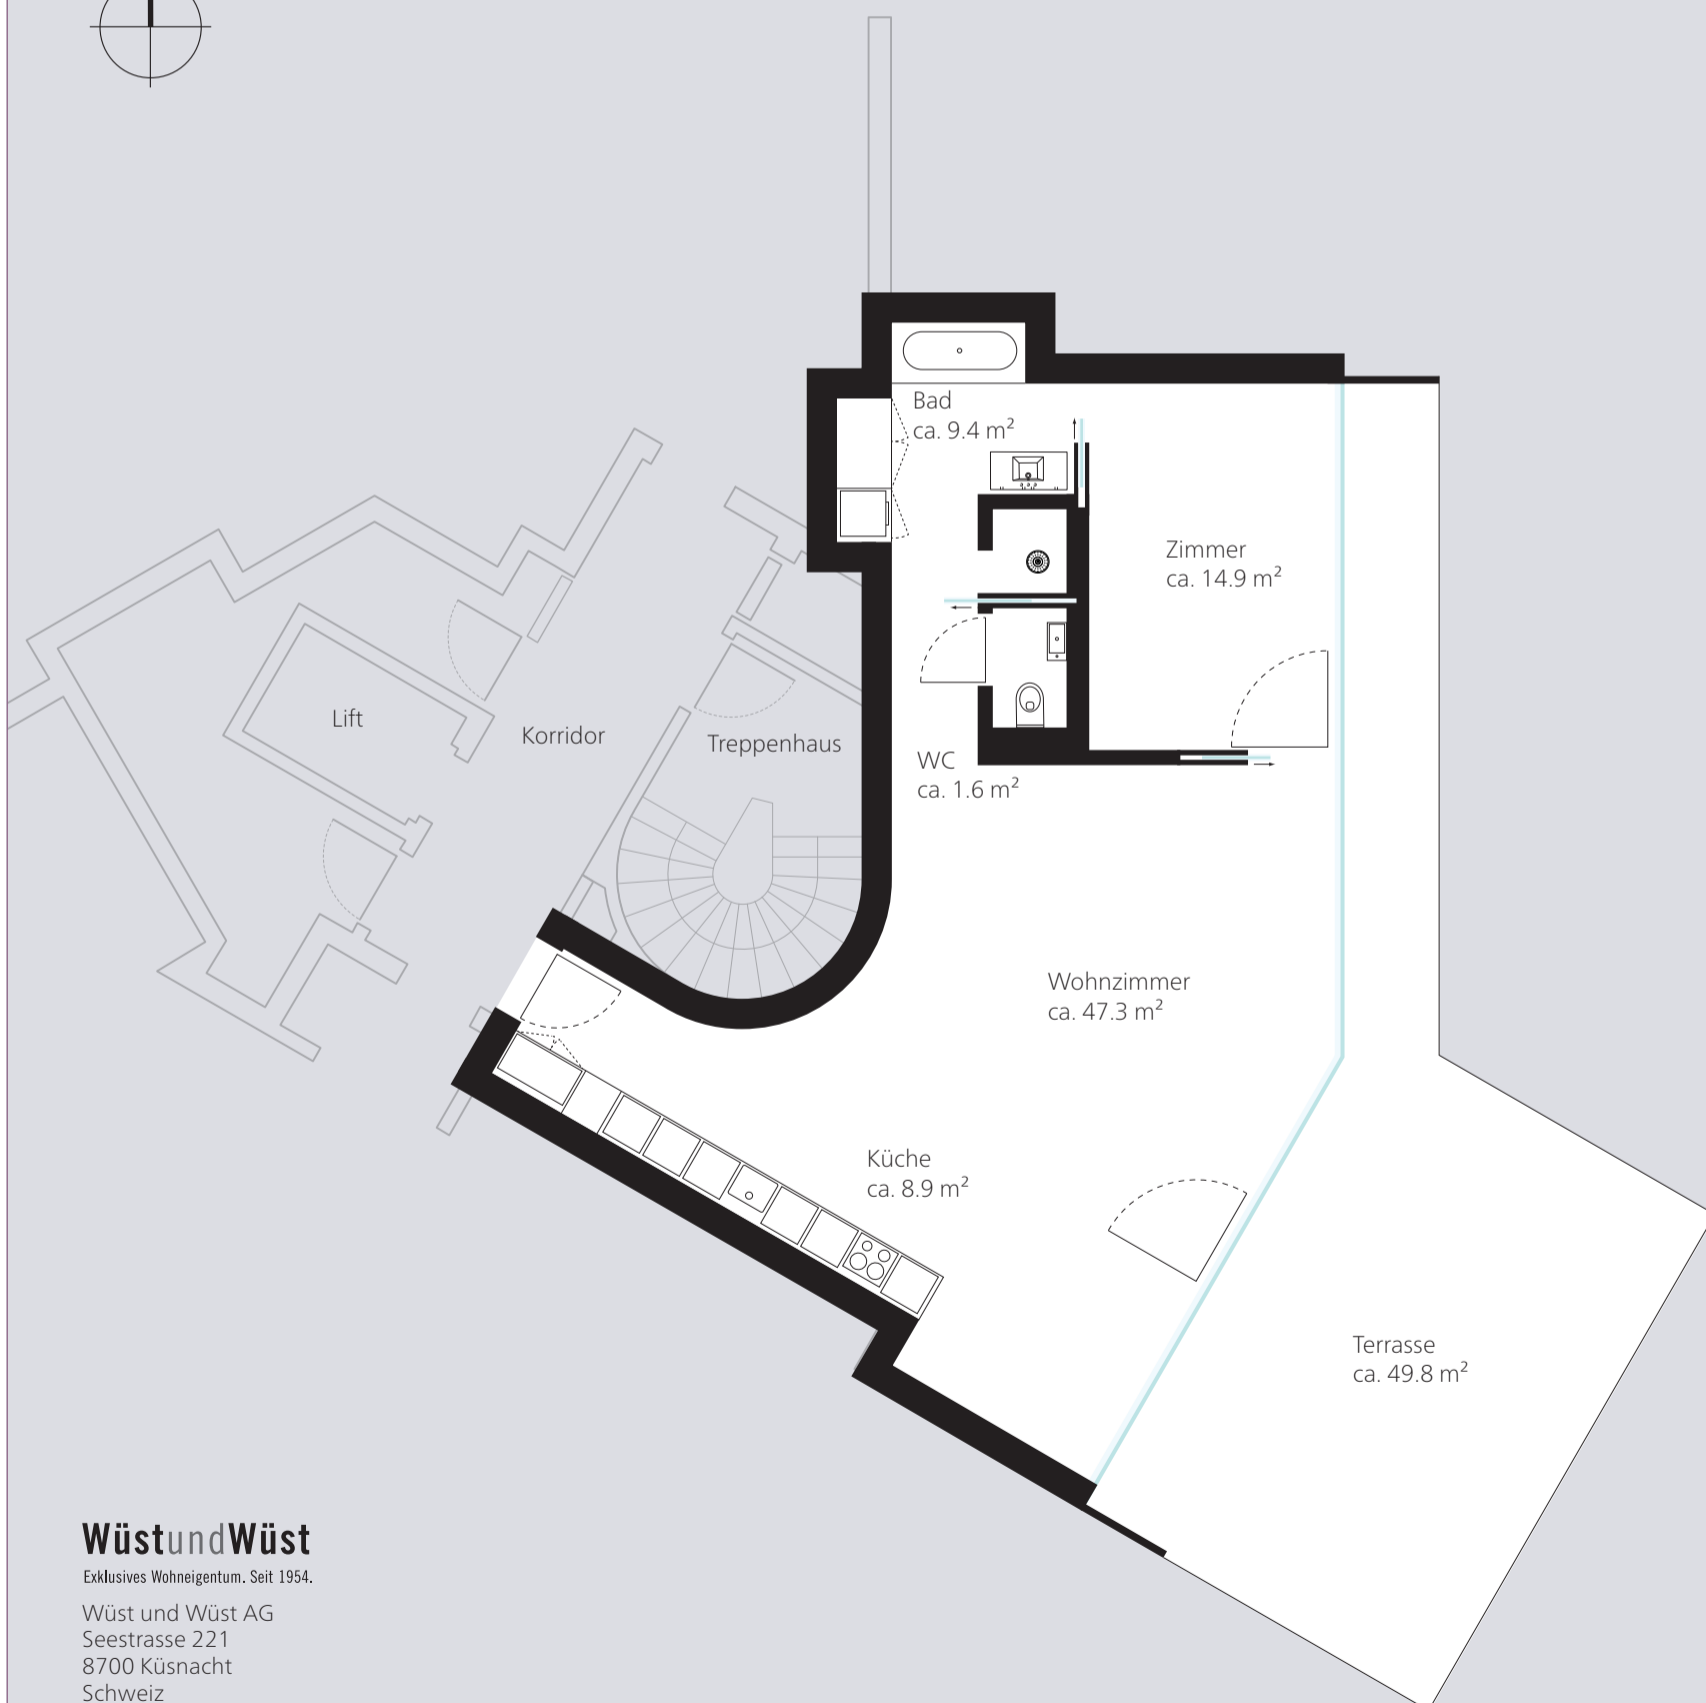 Bad
ca. 9.4 m²
Zimmer
ca. 14.9 m²
Lift
Korridor
Treppenhaus
WC
ca. 1.6 m²
Wohnzimmer
ca. 47.3 m²
Küche
ca. 8.9 m²
Terrasse
ca. 49.8 m²
WüstundWüst
Exklusives Wohneigentum. Seit 1954.
Wüst und Wüst AG
Seestrasse 221
8700 Küsnacht
Schweiz